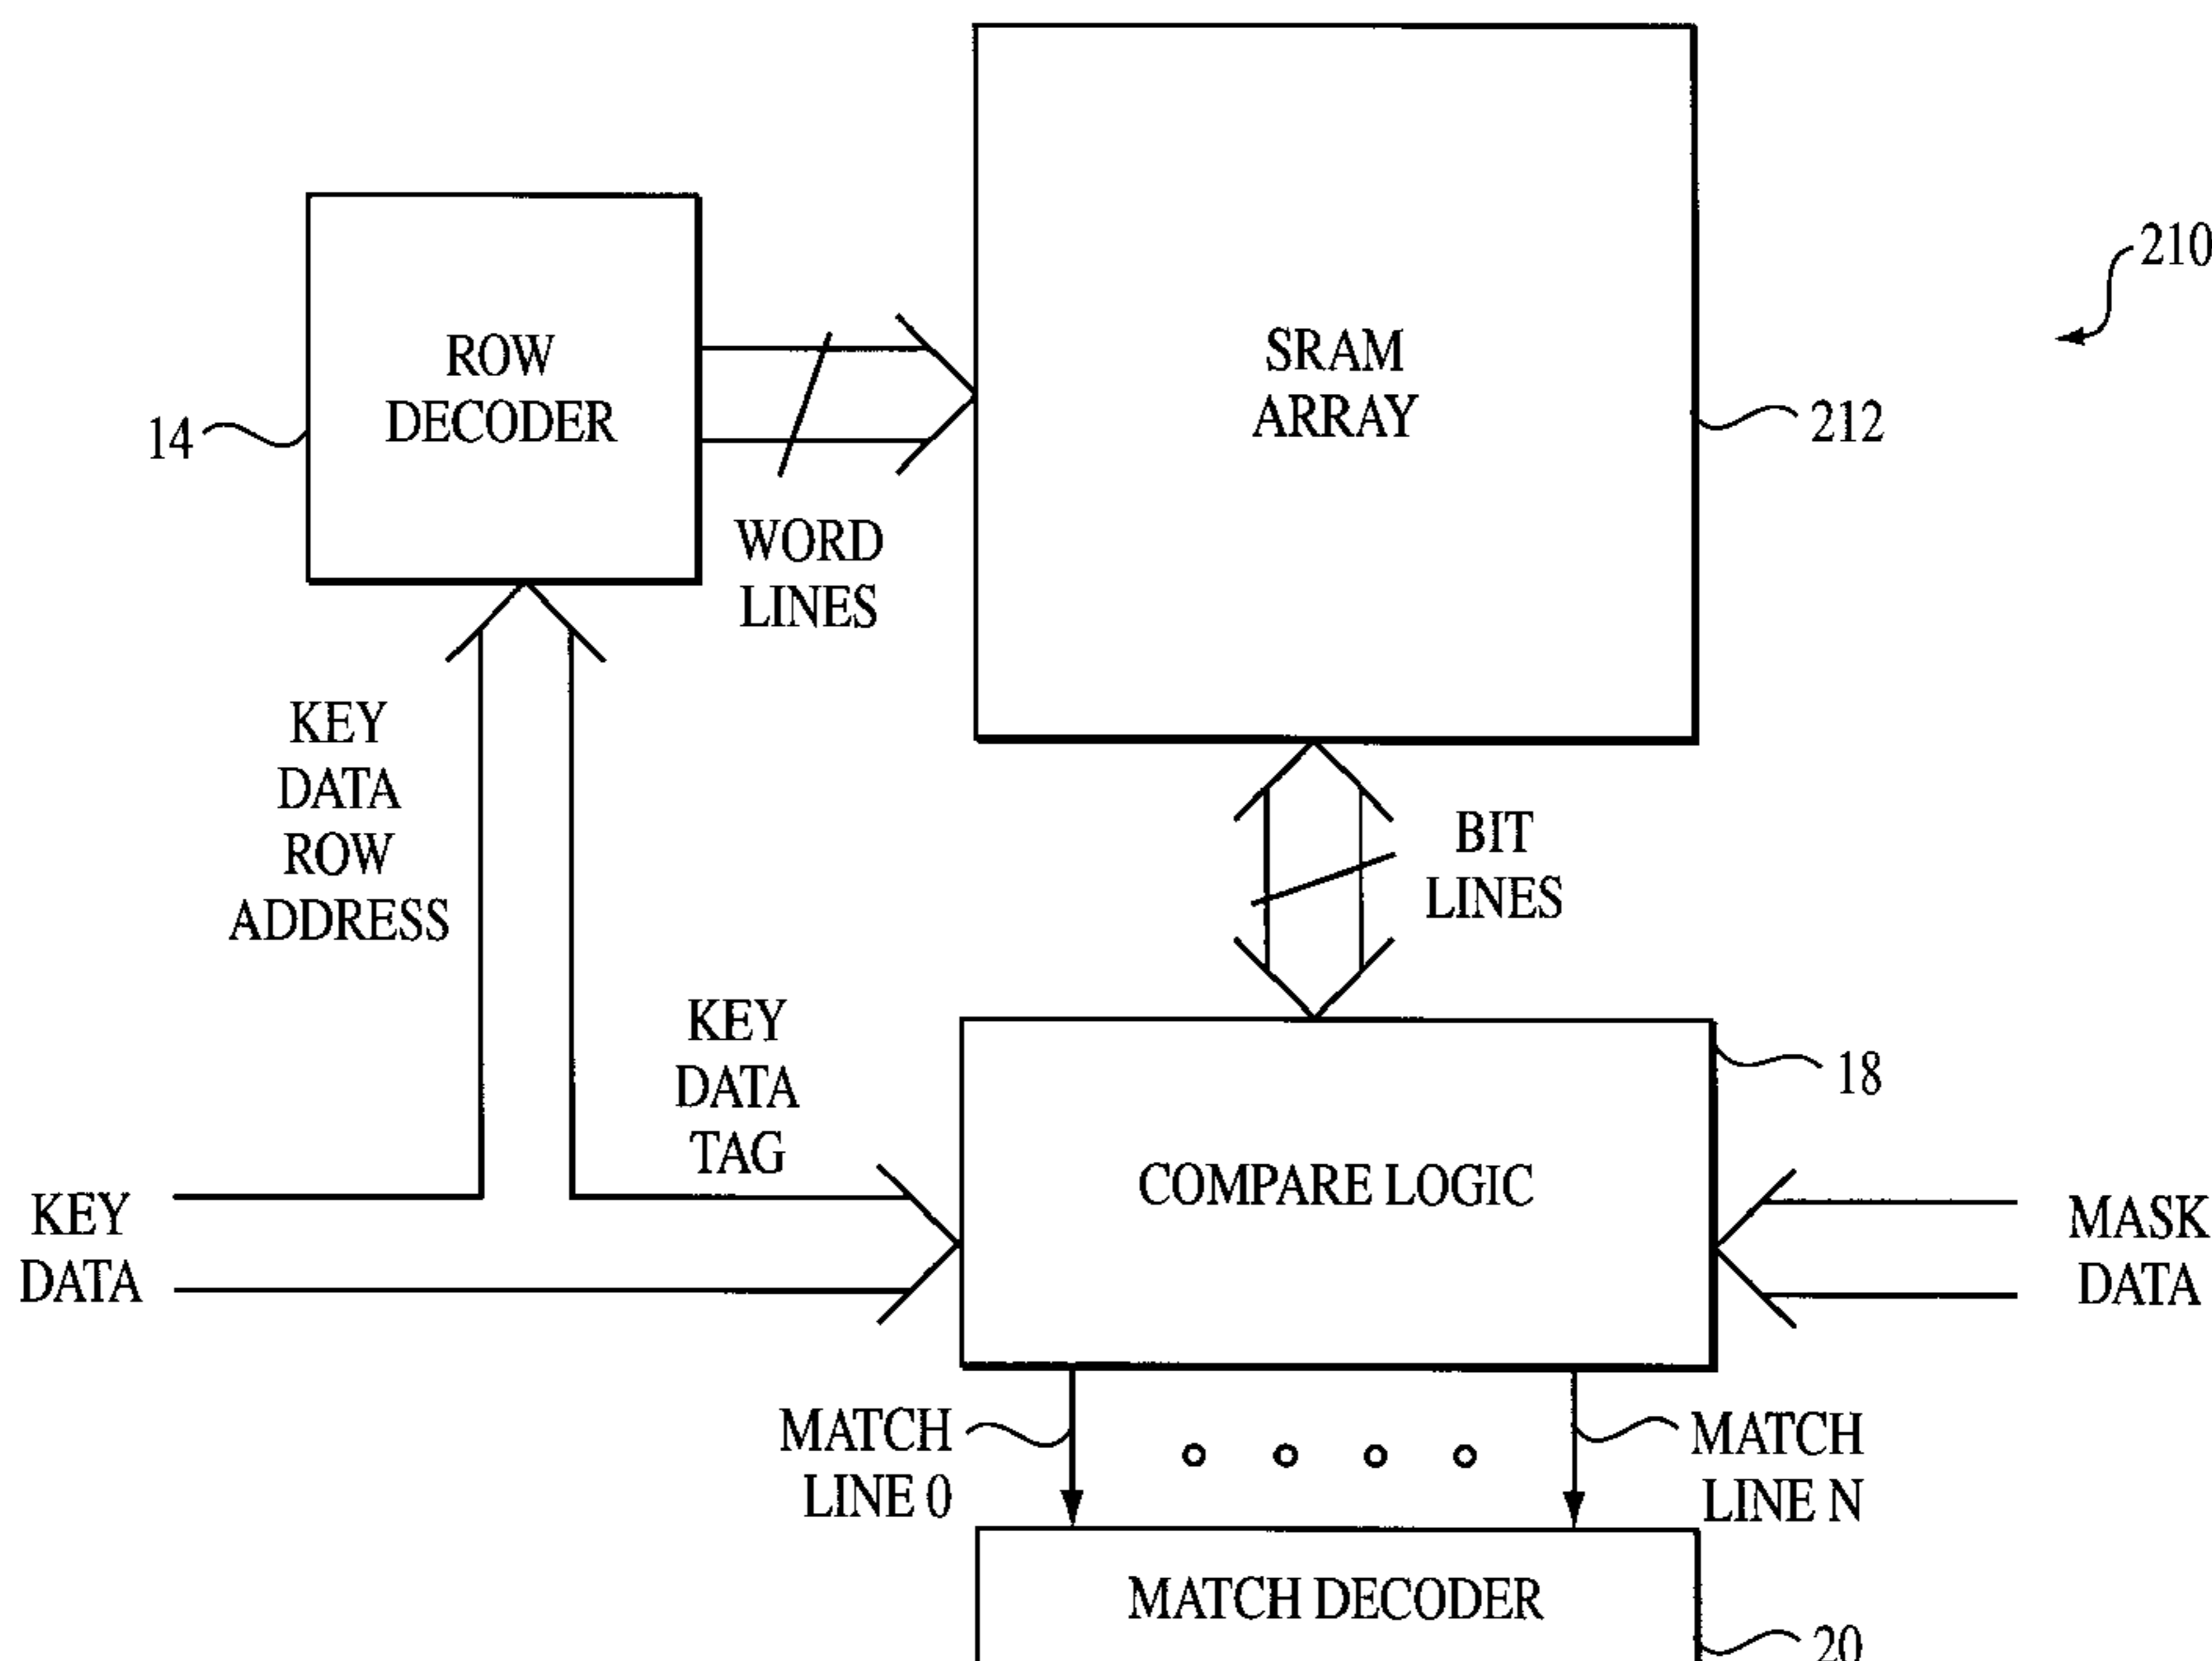 210
ROW
DECODER
SRAM
ARRAY
14
212
WORD
LINES
KEY
DATA
ROW
ADDRESS
BIT
LINES
KEY
DATA
TAG
18
COMPARE LOGIC
KEY
DATA
MASK
DATA
MATCH
LINE 0
MATCH
LINE N
MATCH DECODER
20